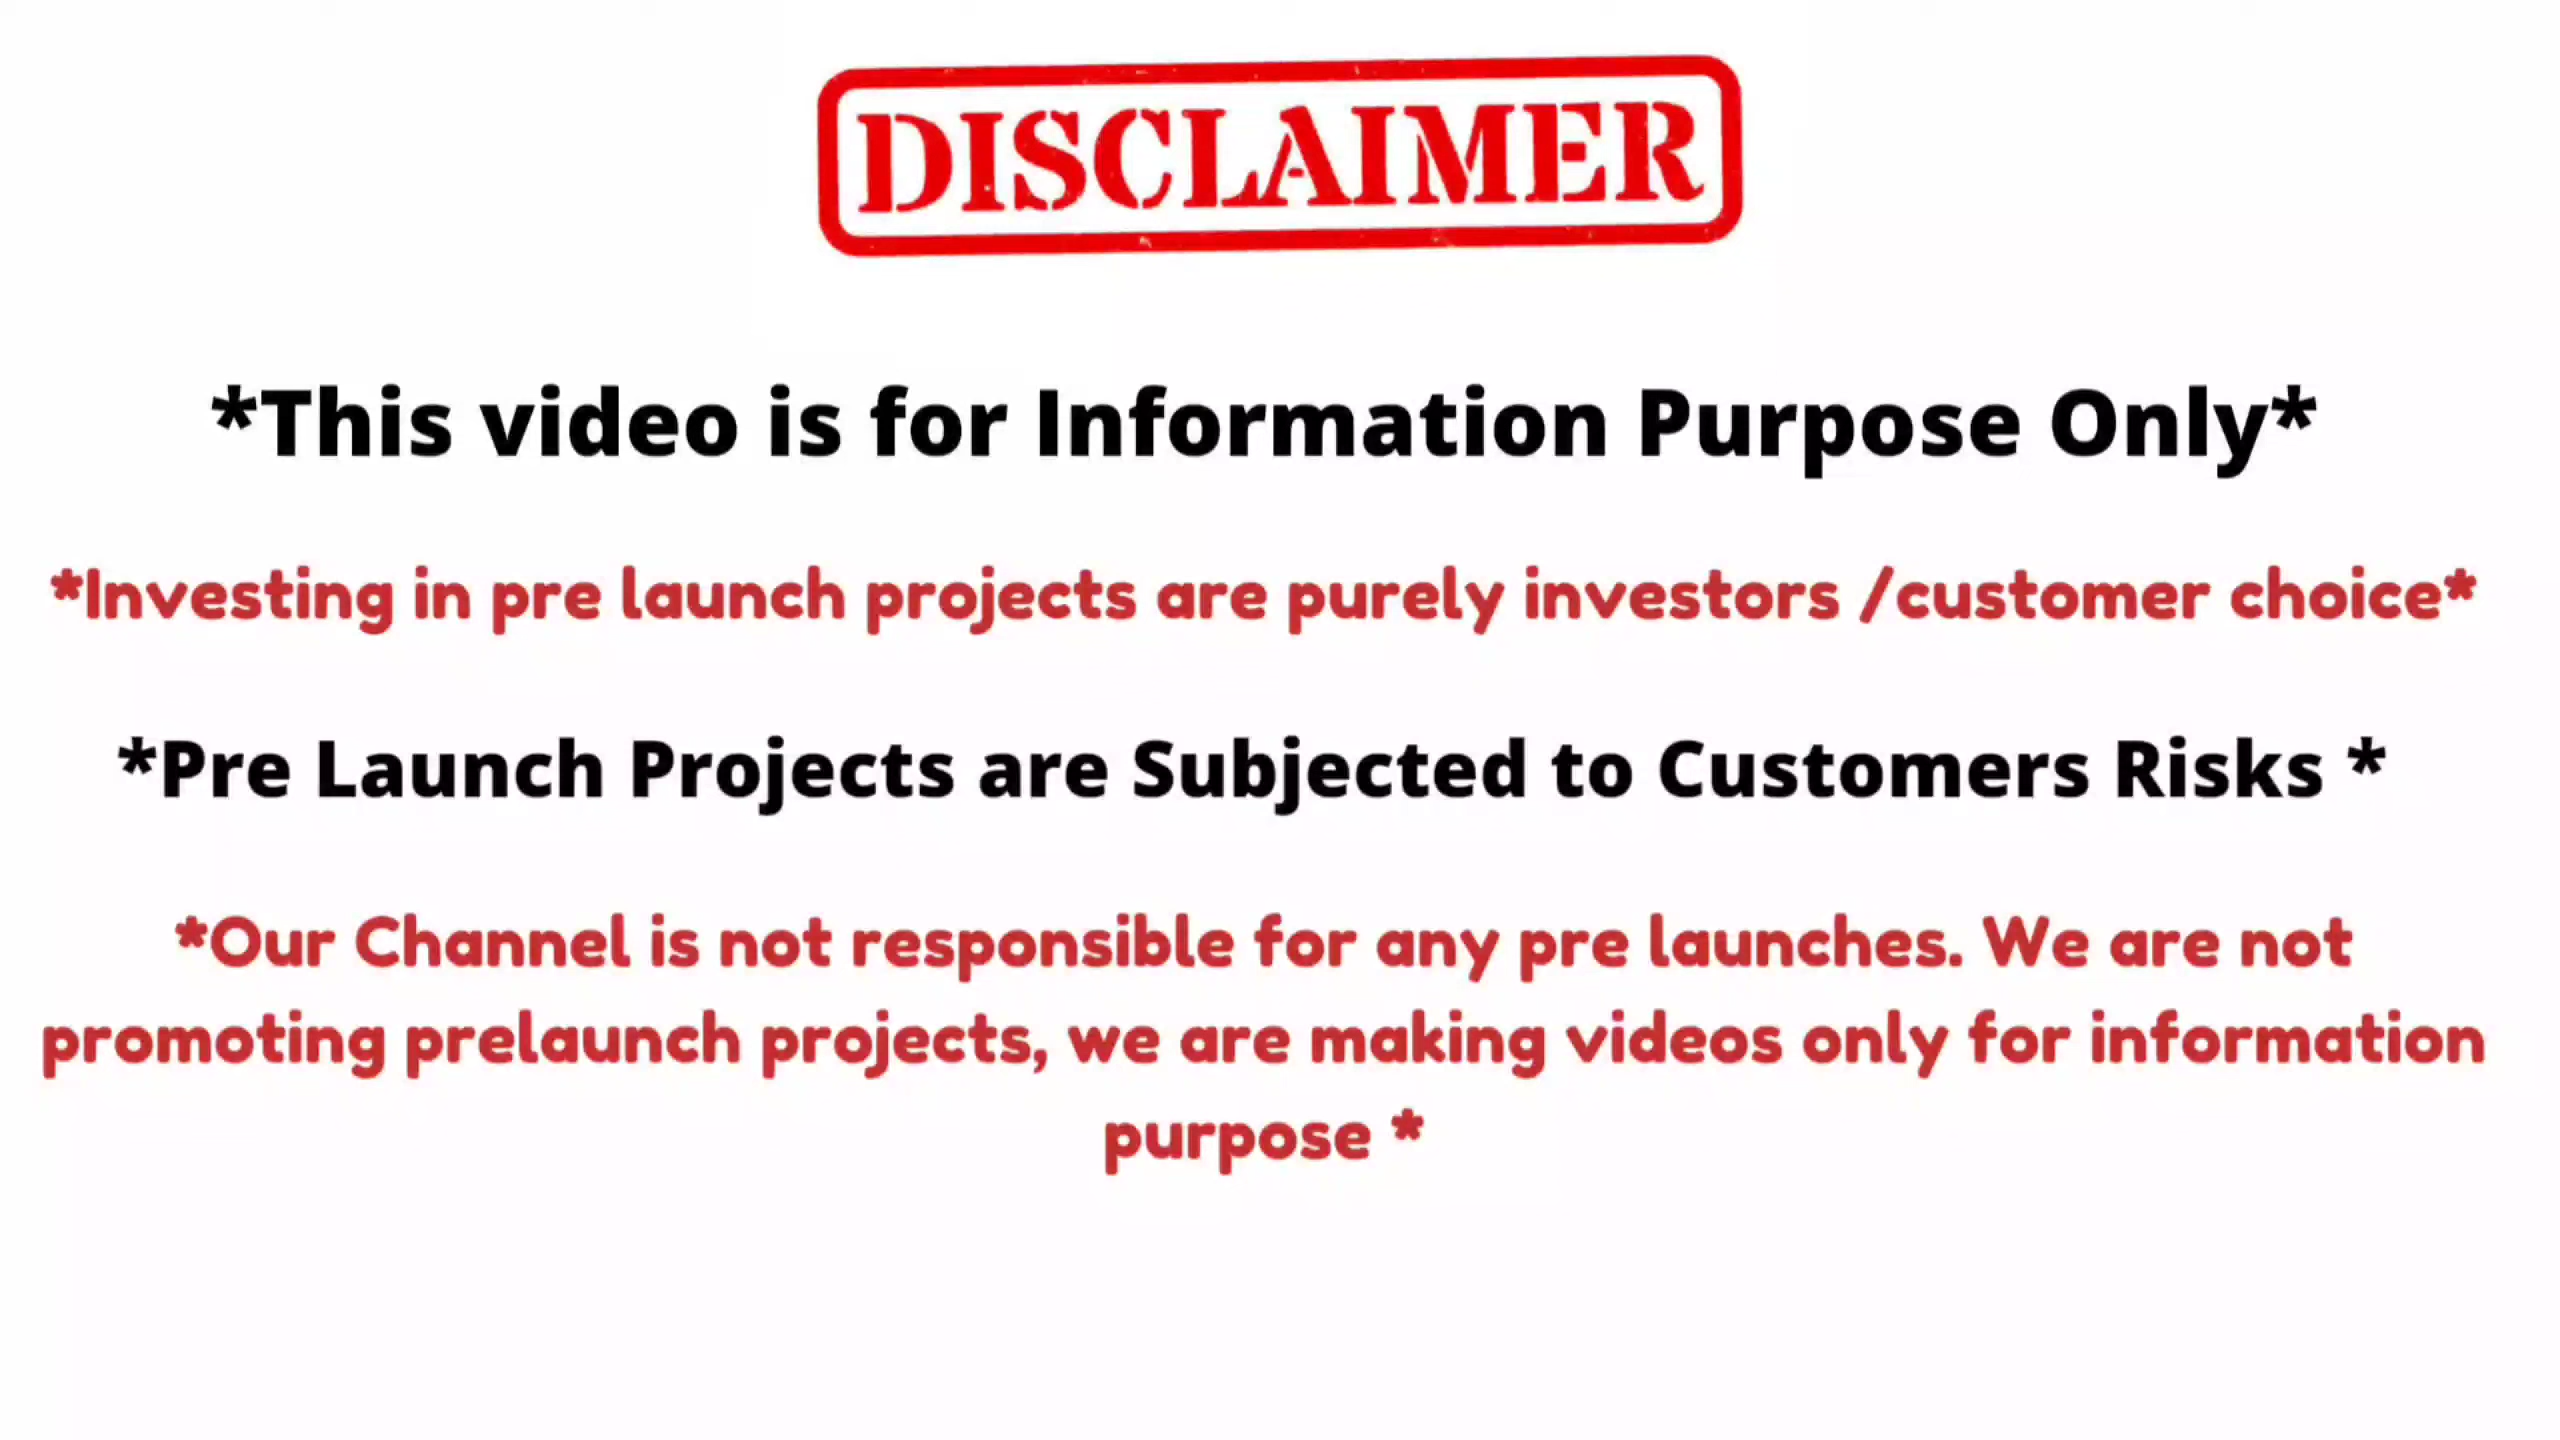 DISCLAIMER
*This video is for Information Purpose Only*
*Investing in pre launch projects are purely investors /customer choice*
*Pre Launch Projects are Subjected to Customers Risks *
*Our Channel is not responsible for any pre launches. We are not
promoting prelaunch projects, we are making videos only for information
purpose *